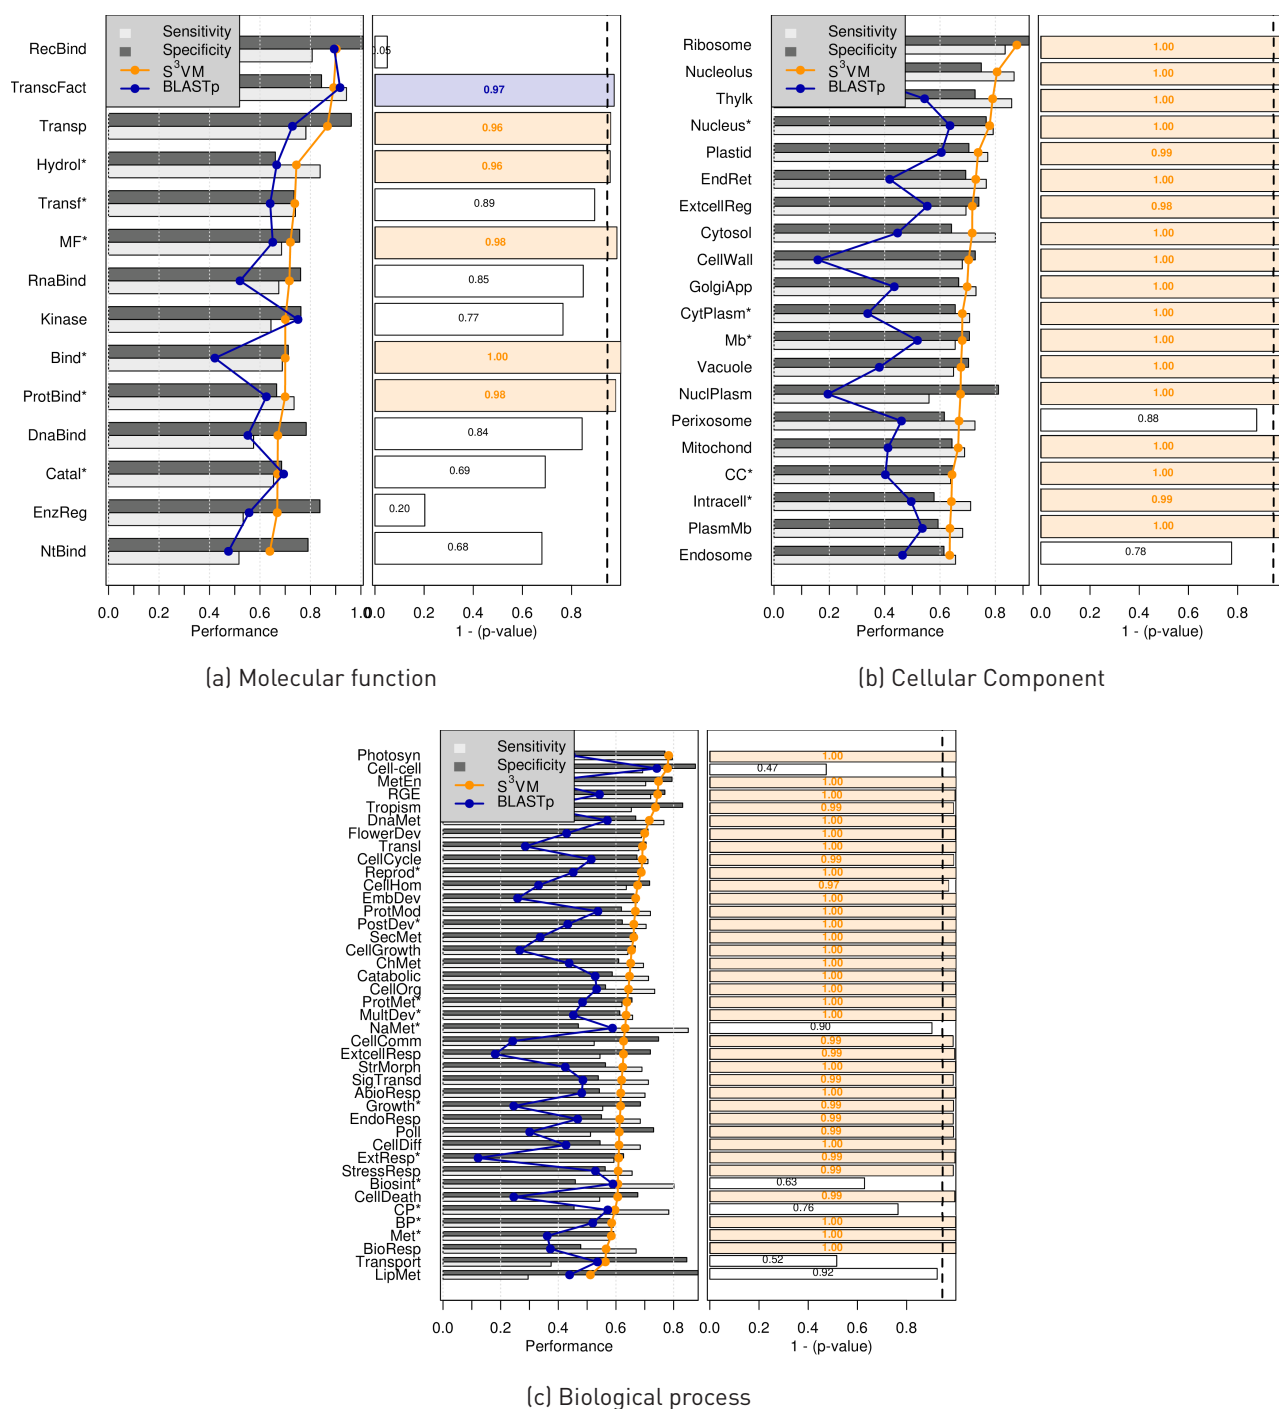 Sensitivity
Specificity
S³VM
BLASTp
RecBind
TranscFact
Transp
Hydrol*
Transf*
MF*
RnaBind
Kinase
Bind*
ProtBind*
DnaBind
Catal*
EnzReg
NtBind
0.97
0.96
0.96
0.89
0.98
0.85
0.77
1.00
0.98
0.84
0.69
0.20
0.68
0.0 0.2 0.4 0.6 0.8
Performance
0.0 0.2 0.4 0.6 0.8
1 - (p-value)
(a) Molecular function
Sensitivity
Specificity
S³VM
BLASTp
Ribosome
Nucleolus
Thylk
Nucleus*
Plastid
EndRet
ExtcellReg
Cytosol
CellWall
GolgiApp
CytPlasm*
Mb*
Vacuole
NuclPlasm
Perixosome
Mitochond
CC*
Intracell*
PlasmMb
Endosome
1.00
1.00
1.00
1.00
0.99
1.00
0.98
1.00
1.00
1.00
1.00
1.00
1.00
1.00
0.88
1.00
1.00
0.99
1.00
0.78
0.0 0.2 0.4 0.6 0.8
Performance
0.0 0.2 0.4 0.6 0.8
1 - (p-value)
(b) Cellular Component
Sensitivity
Specificity
S³VM
BLASTp
Photosyn
Cell-cell
MetEn
RGE
Tropism
DnaMet
FlowerDev
Transl
CellCycle
Reprod*
CellHom
EmbDev
ProtMod
PostDev*
SecMet
CellGrowth
ChMet
Catabolic
CellOrg
ProtMet*
MultDev*
NaMet*
CellComm
ExtcellResp
StrMorph
SigTransd
AbioResp
Growth*
EndoResp
Poll
CellDiff
ExtResp*
StressResp
Biosint*
CellDeath
CP*
BP*
Met*
BioResp
Transport
LipMet
1.00
0.47
1.00
1.00
0.99
1.00
1.00
1.00
0.99
1.00
0.97
1.00
1.00
1.00
1.00
1.00
1.00
1.00
1.00
1.00
1.00
0.90
0.99
0.99
1.00
0.99
1.00
0.99
0.99
0.99
1.00
0.99
0.99
0.63
0.99
0.76
1.00
1.00
1.00
0.52
0.92
0.0 0.2 0.4 0.6 0.8
Performance
0.0 0.2 0.4 0.6 0.8
1 - (p-value)
(c) Biological process